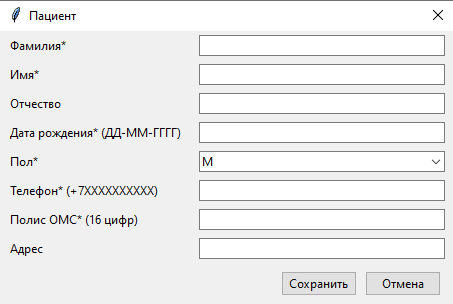 Пациент
Фамилия*
Имя*
Отчество
Дата рождения* (ДД-ММ-ГГГГ)
Пол* М
Телефон* (+7XXXXXXXXXX)
Полис ОМС* (16 цифр)
Адрес
Сохранить Отмена